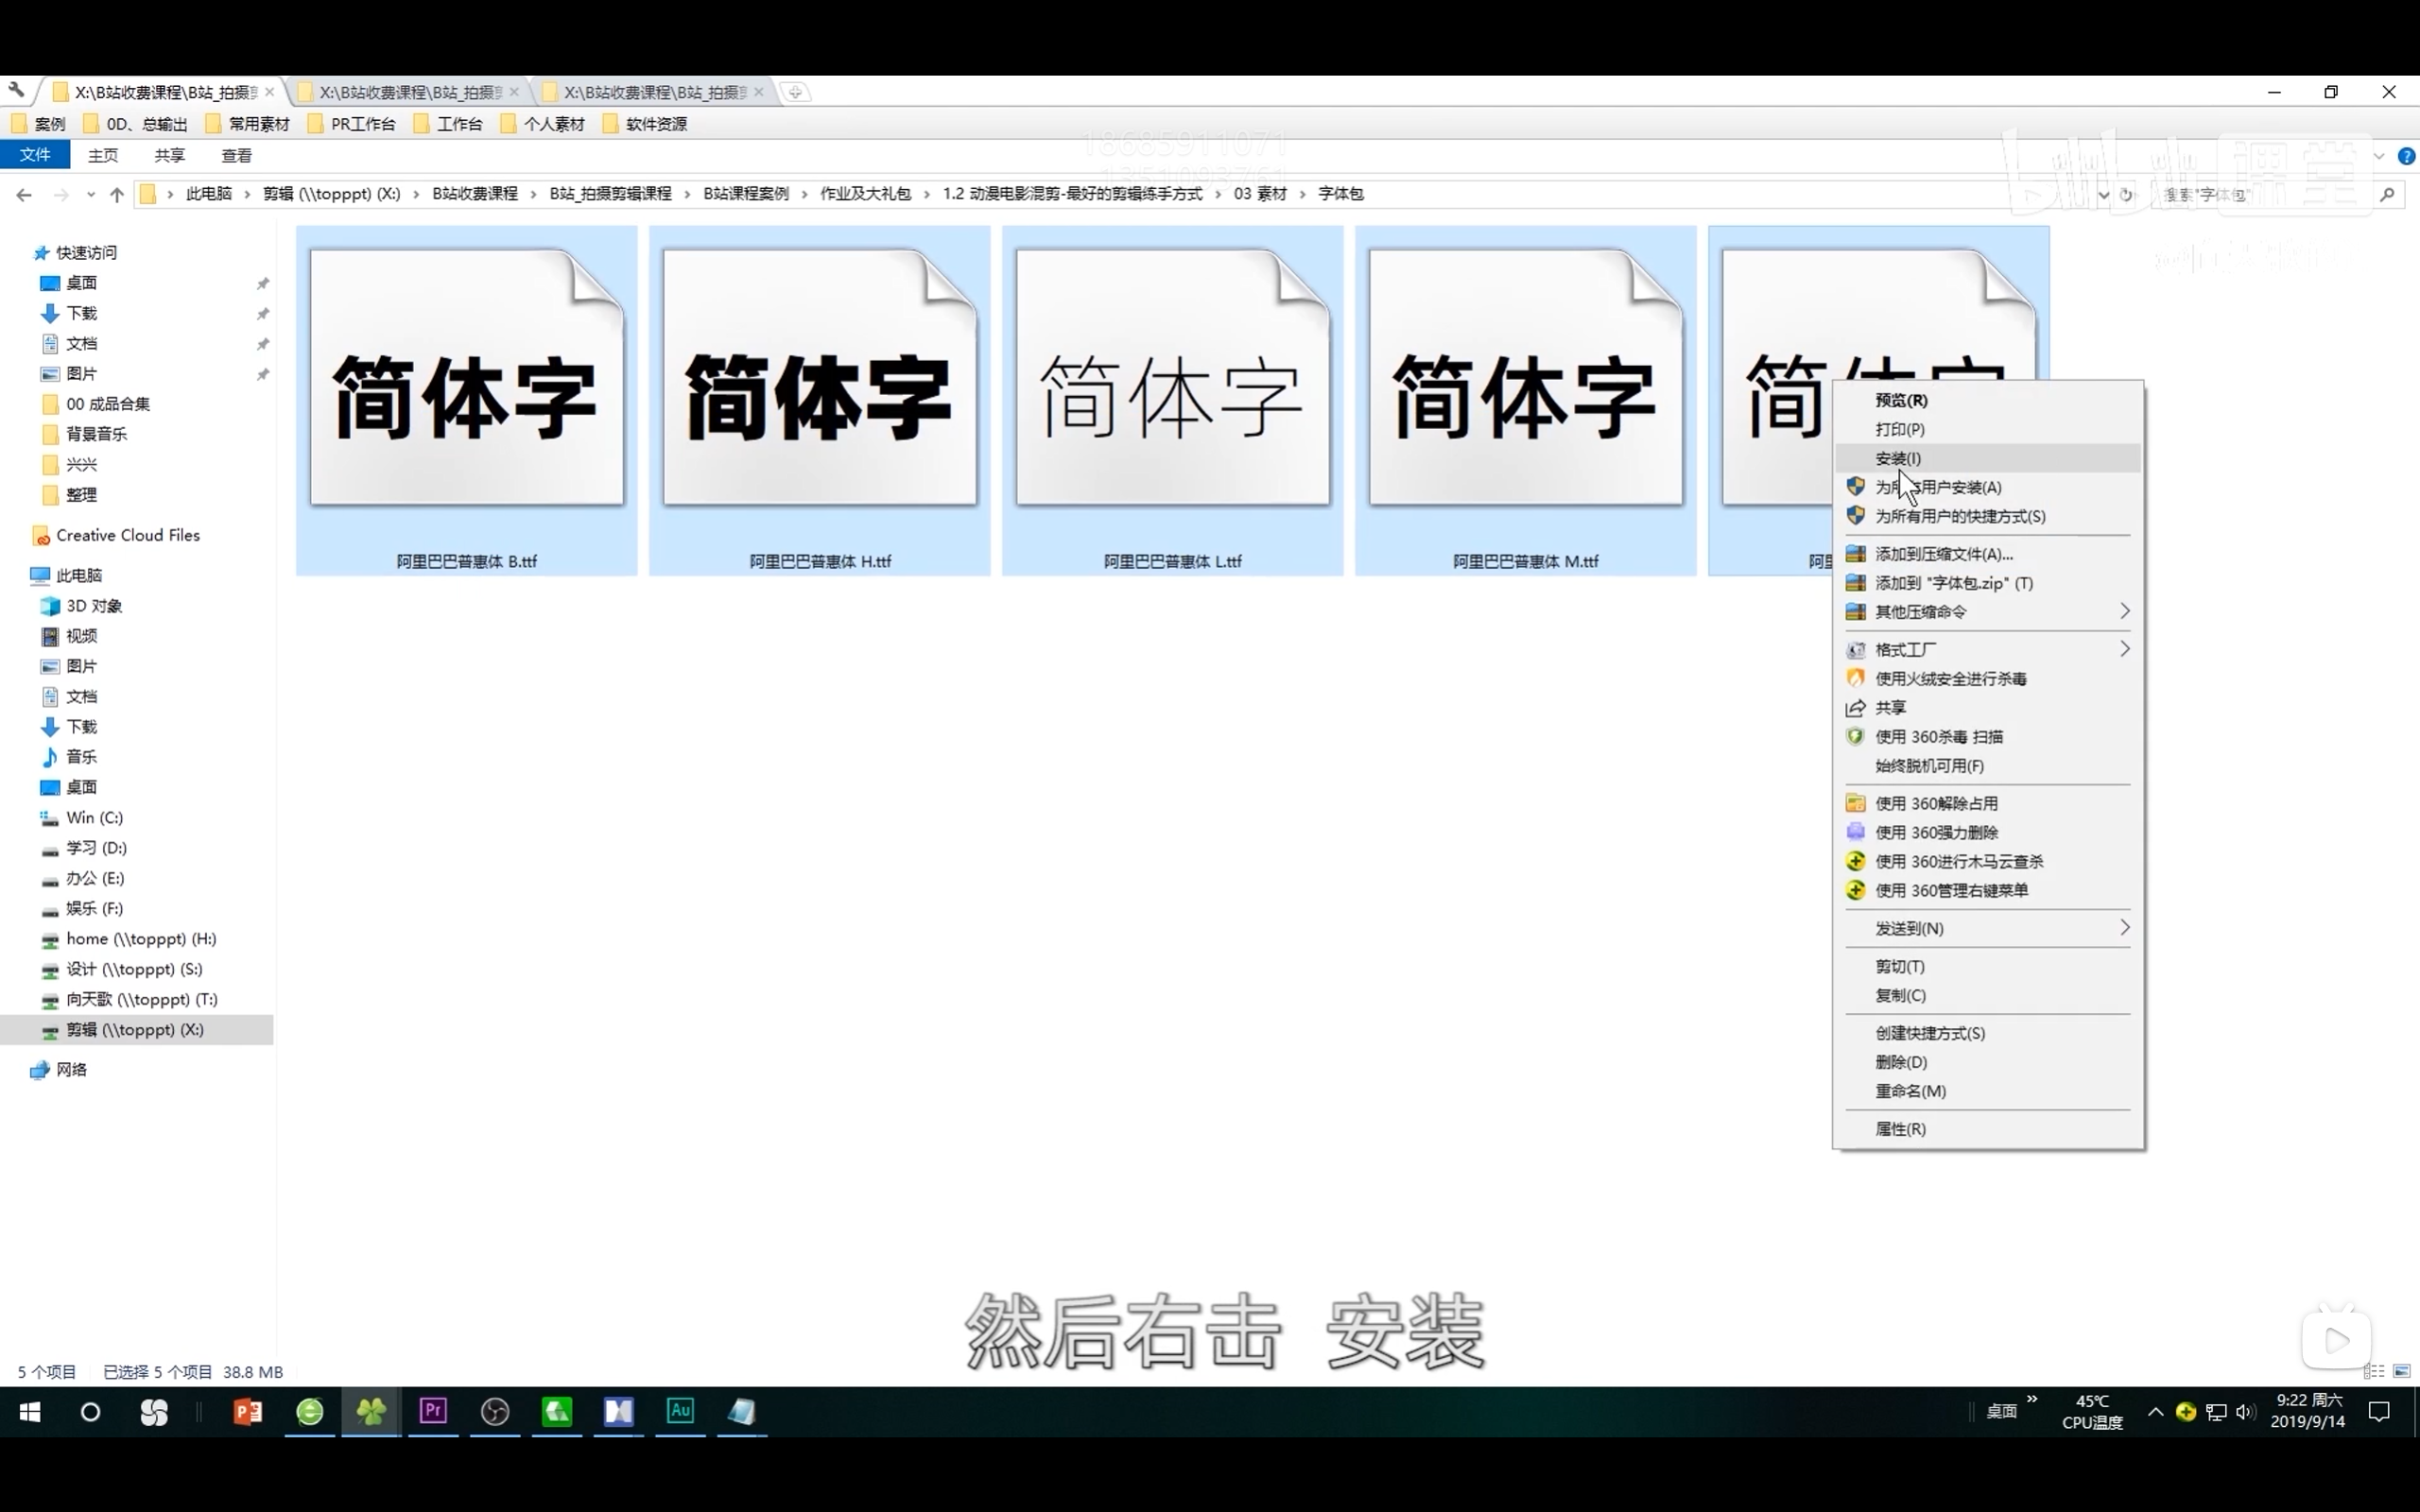 X:\B站收费课程\B站_拍摄剪
X:\B站收费课程\B站_拍摄剪
X:\B站收费课程\B站_拍摄剪
案例
0D、总输出
常用素材
PR工作台
工作台
个人素材
软件资源
文件
主页
共享
查看
18685911071
1351093761
bilibili 课堂
此电脑 › 剪辑 (\\topppt) (X:) › B站收费课程 › B站_拍摄剪辑课程 › B站课程案例 › 作业及大礼包 › 1.2 动漫电影混剪-最好的剪辑练手方式 › 03 素材 › 字体包
搜索"字体包"
快速访问
桌面
下载
文档
图片
00 成品合集
背景音乐
兴兴
整理
Creative Cloud Files
此电脑
3D 对象
视频
图片
文档
下载
音乐
桌面
Win (C:)
学习 (D:)
办公 (E:)
娱乐 (F:)
home (\\topppt) (H:)
设计 (\\topppt) (S:)
向天歌 (\\topppt) (T:)
剪辑 (\\topppt) (X:)
网络
简体字
阿里巴巴普惠体 B.ttf
简体字
阿里巴巴普惠体 H.ttf
简体字
阿里巴巴普惠体 L.ttf
简体字
阿里巴巴普惠体 M.ttf
简体字
阿里
预览(R)
打印(P)
安装(I)
为所有用户安装(A)
为所有用户的快捷方式(S)
添加到压缩文件(A)...
添加到 "字体包.zip" (T)
其他压缩命令
格式工厂
使用火绒安全进行杀毒
共享
使用 360杀毒 扫描
始终脱机可用(F)
使用 360解除占用
使用 360强力删除
使用 360进行木马云查杀
使用 360管理右键菜单
发送到(N)
剪切(T)
复制(C)
创建快捷方式(S)
删除(D)
重命名(M)
属性(R)
然后右击 安装
5 个项目
已选择 5 个项目 38.8 MB
Pr
Au
桌面
45℃
CPU温度
9:22 周六
2019/9/14